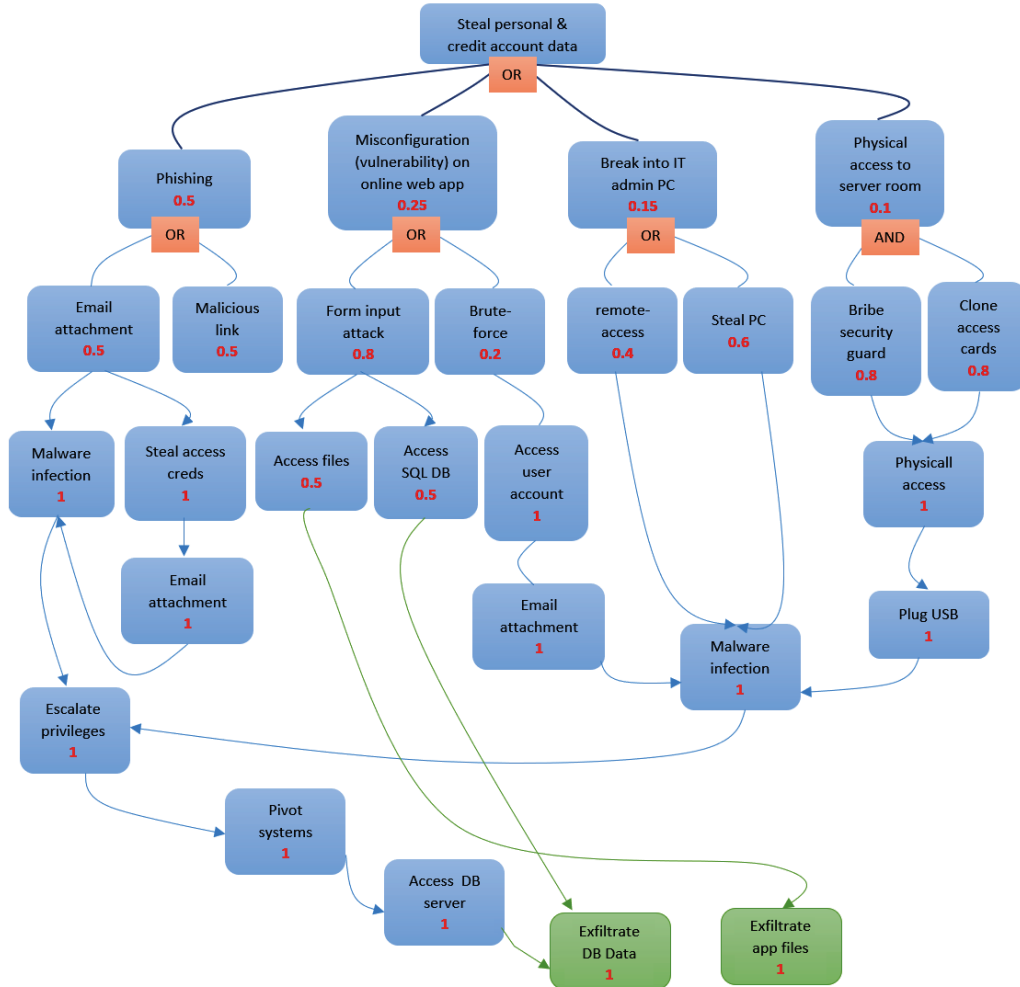 Steal personal &
credit account data
OR
Phishing
0.5
Misconfiguration
(vulnerability) on
online web app
0.25
Break into IT
admin PC
0.15
Physical
access to
server room
0.1
OR
OR
OR
AND
Email
attachment
0.5
Malicious
link
0.5
Form input
attack
0.8
Brute-
force
0.2
remote-
access
0.4
Steal PC
0.6
Bribe
security
guard
0.8
Clone
access
cards
0.8
Malware
infection
1
Steal access
creds
1
Access files
0.5
Access
SQL DB
0.5
Access
user
account
1
Physicall
access
1
Email
attachment
1
Email
attachment
1
Malware
infection
1
Plug USB
1
Escalate
privileges
1
Pivot
systems
1
Access  DB
server
1
Exfiltrate
DB Data
1
Exfiltrate
app files
1